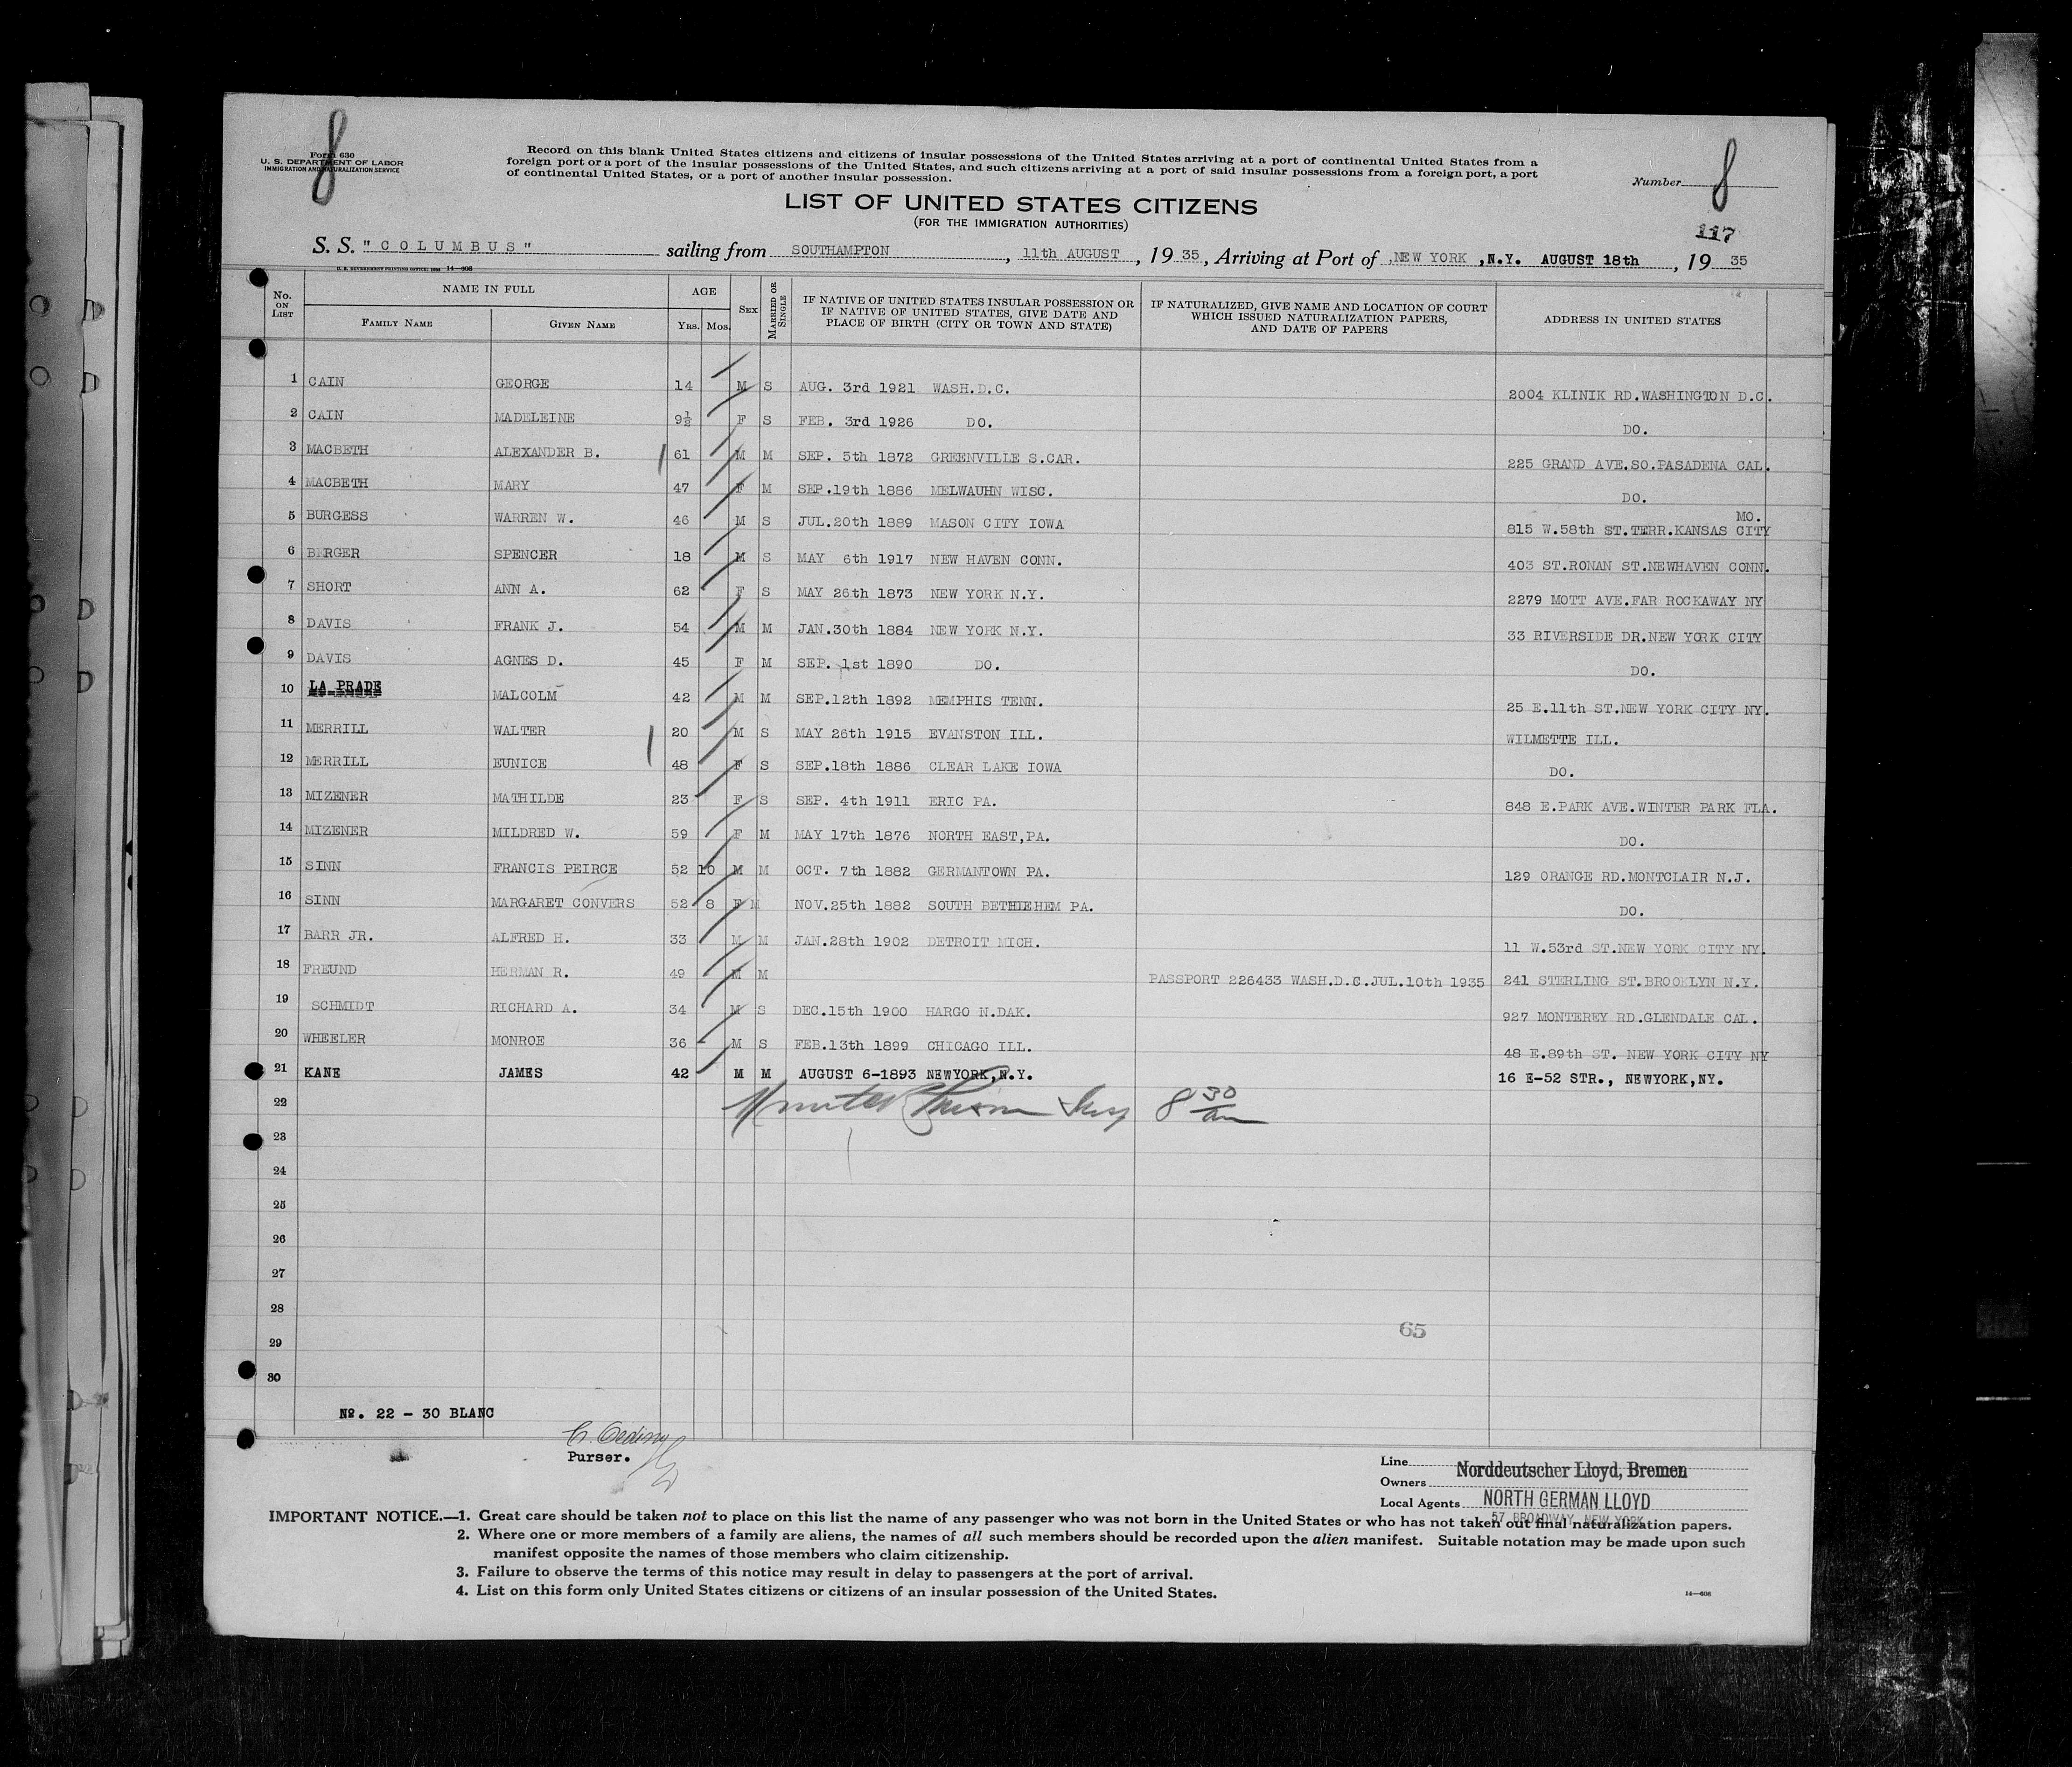 8
Form 630
U. S. DEPARTMENT OF LABOR
IMMIGRATION AND NATURALIZATION SERVICE
Record on this blank United States citizens and citizens of insular possessions of the United States arriving at a port of continental United States from a
foreign port or a port of the insular possessions of the United States, and such citizens arriving at a port of said insular possessions from a foreign port, a port
of continental United States, or a port of another insular possession.
Number 8
LIST OF UNITED STATES CITIZENS
(FOR THE IMMIGRATION AUTHORITIES)
117
S. S. "COLUMBUS" sailing from SOUTHAMPTON, 11th AUGUST, 1935, Arriving at Port of ,NEW YORK ,N.Y. AUGUST 18th, 1935
U. S. GOVERNMENT PRINTING OFFICE: 14—608
No. ON LIST NAME IN FULL FAMILY NAME GIVEN NAME AGE YRS. MOS. SEX MARRIED OR SINGLE IF NATIVE OF UNITED STATES INSULAR POSSESSION OR IF NATIVE OF UNITED STATES, GIVE DATE AND PLACE OF BIRTH (CITY OR TOWN AND STATE) IF NATURALIZED, GIVE NAME AND LOCATION OF COURT WHICH ISSUED NATURALIZATION PAPERS, AND DATE OF PAPERS ADDRESS IN UNITED STATES
1 CAIN GEORGE 14 M S AUG. 3rd 1921 WASH.D.C. 2004 KLINIK RD.WASHINGTON D.C.
2 CAIN MADELEINE 9½ F S FEB. 3rd 1926 DO. DO.
3 MACBETH ALEXANDER B. 61 M M SEP. 5th 1872 GREENVILLE S.CAR. 225 GRAND AVE.SO.PASADENA CAL.
4 MACBETH MARY 47 F M SEP.19th 1886 MELWAUHN WISC. DO.
5 BURGESS WARREN W. 46 M S JUL.20th 1889 MASON CITY IOWA 815 W.58th ST.TERR.KANSAS CITY MO.
6 BERGER SPENCER 18 M S MAY 6th 1917 NEW HAVEN CONN. 403 ST.RONAN ST.NEWHAVEN CONN.
7 SHORT ANN A. 62 F S MAY 26th 1873 NEW YORK N.Y. 2279 MOTT AVE.FAR ROCKAWAY NY
8 DAVIS FRANK J. 54 M M JAN.30th 1884 NEW YORK N.Y. 33 RIVERSIDE DR.NEW YORK CITY
9 DAVIS AGNES D. 45 F M SEP. 1st 1890 DO. DO.
10 LA PRADE MALCOLM 42 M M SEP.12th 1892 MEMPHIS TENN. 25 E.11th ST.NEW YORK CITY NY.
11 MERRILL WALTER 20 M S MAY 26th 1915 EVANSTON ILL. WILMETTE ILL.
12 MERRILL EUNICE 48 F S SEP.18th 1886 CLEAR LAKE IOWA DO.
13 MIZENER MATHILDE 23 F S SEP. 4th 1911 ERIC PA. 848 E.PARK AVE.WINTER PARK FLA.
14 MIZENER MILDRED W. 59 F M MAY 17th 1876 NORTH EAST,PA. DO.
15 SINN FRANCIS PEIRCE 52 10 M M OCT. 7th 1882 GERMANTOWN PA. 129 ORANGE RD.MONTCLAIR N.J.
16 SINN MARGARET CONVERS 52 8 F M NOV.25th 1882 SOUTH BETHIEHEM PA. DO.
17 BARR JR. ALFRED H. 33 M M JAN.28th 1902 DETROIT MICH. 11 W.53rd ST.NEW YORK CITY NY.
18 FREUND HERMAN R. 49 M M PASSPORT 226433 WASH.D.C.JUL.10th 1935 241 STERLING ST.BROOKLYN N.Y.
19 SCHMIDT RICHARD A. 34 M S DEC.15th 1900 HARGO N.DAK. 927 MONTEREY RD.GLENDALE CAL.
20 WHEELER MONROE 36 M S FEB.13th 1899 CHICAGO ILL. 48 E.89th ST. NEW YORK CITY NY
21 KANE JAMES 42 M M AUGUST 6-1893 NEWYORK,N.Y. 16 E-52 STR., NEWYORK,NY.
22 8 30 am
23
24
25
26
27
28
65
29
30
No. 22 - 30 BLANC
Purser.
Line
Owners Norddeutscher Lloyd, Bremen
Local Agents NORTH GERMAN LLOYD
57 BROADWAY, NEW YORK
IMPORTANT NOTICE.—1. Great care should be taken not to place on this list the name of any passenger who was not born in the United States or who has not taken out final naturalization papers.
2. Where one or more members of a family are aliens, the names of all such members should be recorded upon the alien manifest. Suitable notation may be made upon such
manifest opposite the names of those members who claim citizenship.
3. Failure to observe the terms of this notice may result in delay to passengers at the port of arrival.
4. List on this form only United States citizens or citizens of an insular possession of the United States.
14—608